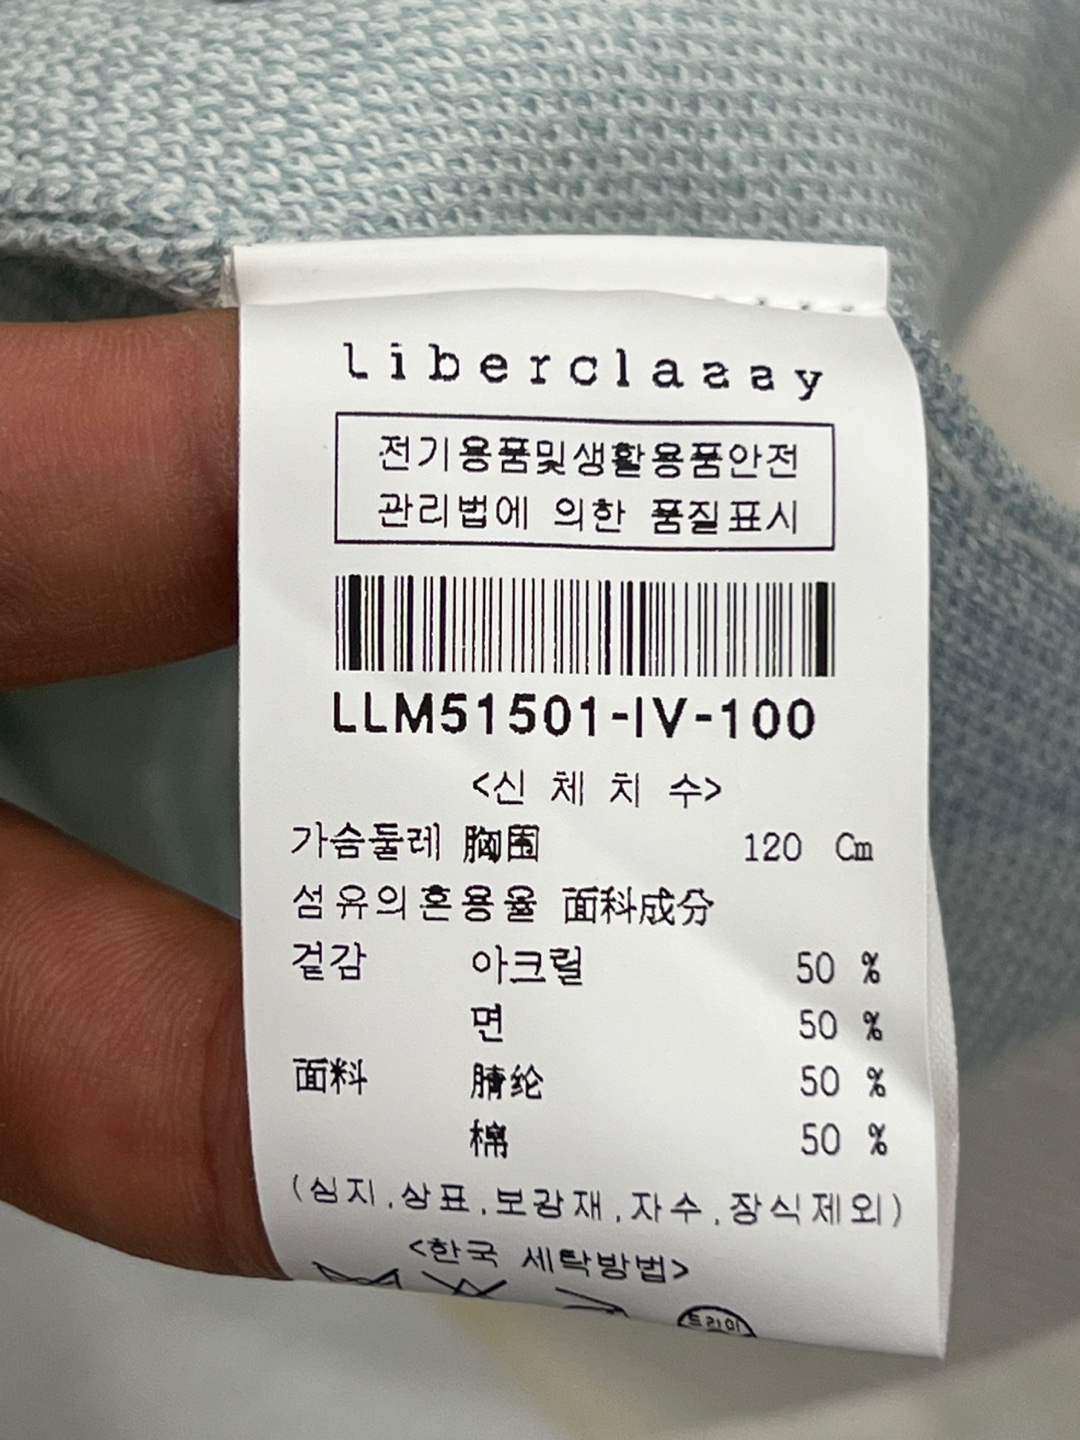 liberclassy
전기용품및생활용품안전
관리법에 의한 품질표시
LLM51501-IV-100
<신 체 치 수>
가슴둘레 胸围 120 Cm
섬유의혼용율 面科成分
겉감 아크릴 50 %
면 50 %
面料 腈纶 50 %
棉 50 %
(심지,상표,보강재,자수,장식제외)
<한국 세탁방법>
드라이